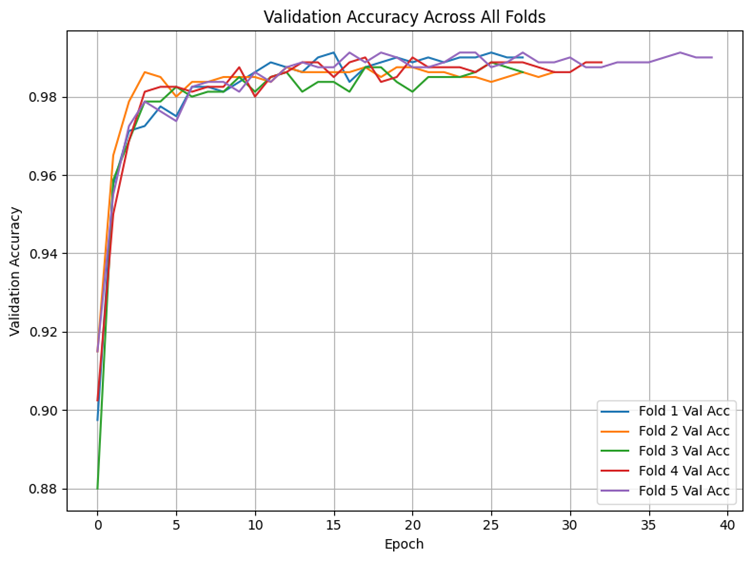 Validation Accuracy Across All Folds
Validation Accuracy
0.98
0.96
0.94
0.92
0.90
0.88
Fold 1 Val Acc
Fold 2 Val Acc
Fold 3 Val Acc
Fold 4 Val Acc
Fold 5 Val Acc
0 5 10 15 20 25 30 35 40
Epoch